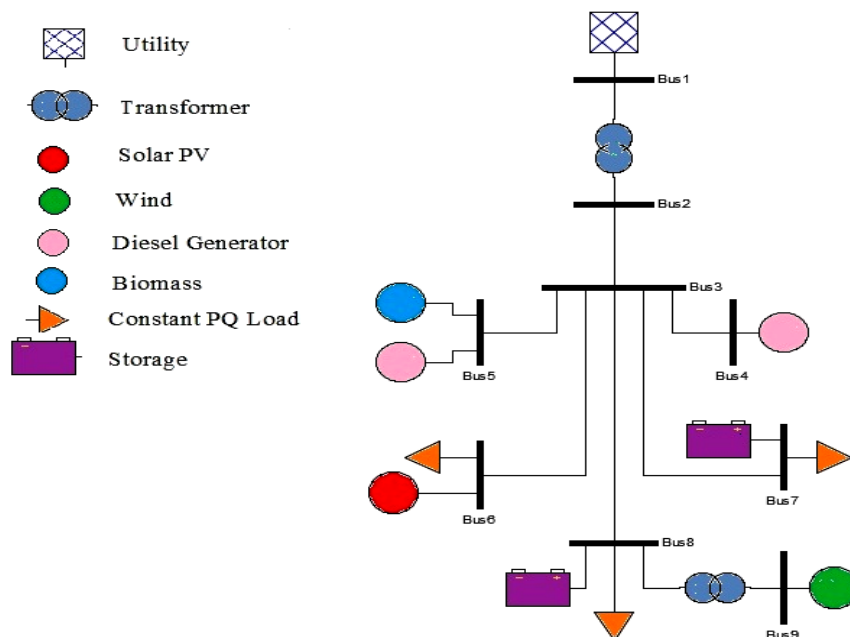 Utility
Transformer
Solar PV
Wind
Diesel Generator
Biomass
Constant PQ Load
Storage
Bus1
Bus2
Bus3
Bus5
Bus4
Bus6
Bus7
Bus8
Bus9